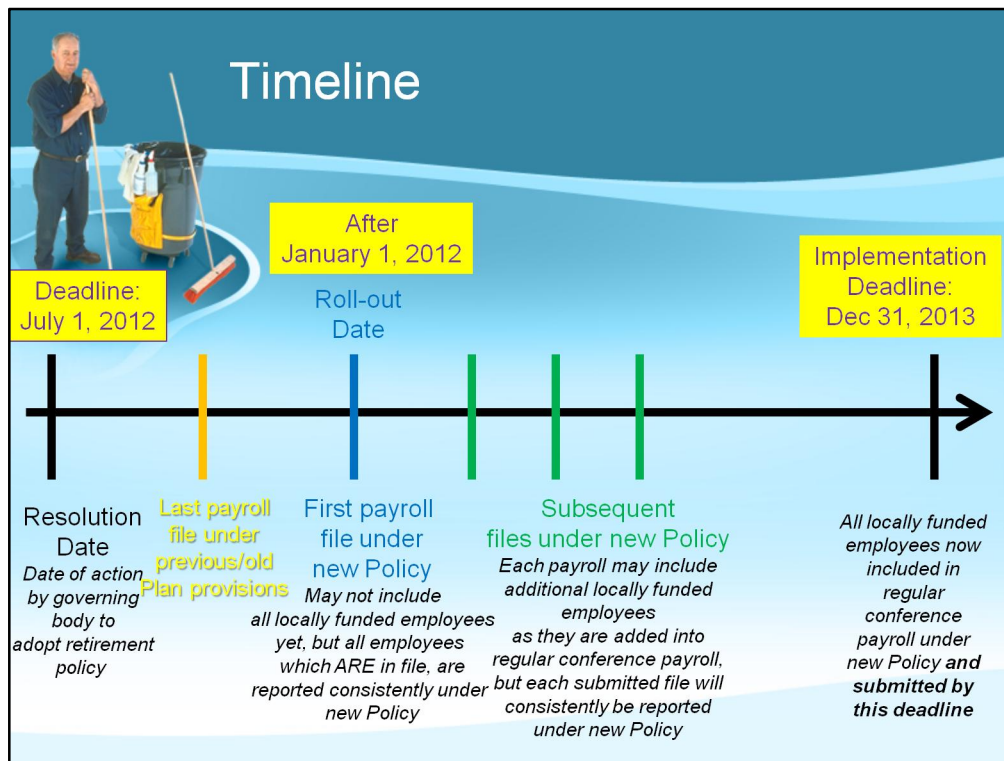 Timeline
Deadline:
July 1, 2012
After
January 1, 2012
Roll-out
Date
Implementation
Deadline:
Dec 31, 2013
Resolution
Date
Date of action
by governing
body to
adopt retirement
policy
Last payroll
file under
previous/old
Plan provisions
First payroll
file under
new Policy
May not include
all locally funded employees
yet, but all employees
which ARE in file, are
reported consistently under
new Policy
Subsequent
files under new Policy
Each payroll may include
additional locally funded
employees
as they are added into
regular conference payroll,
but each submitted file will
consistently be reported
under new Policy
All locally funded
employees now
included in
regular
conference
payroll under
new Policy and
submitted by
this deadline